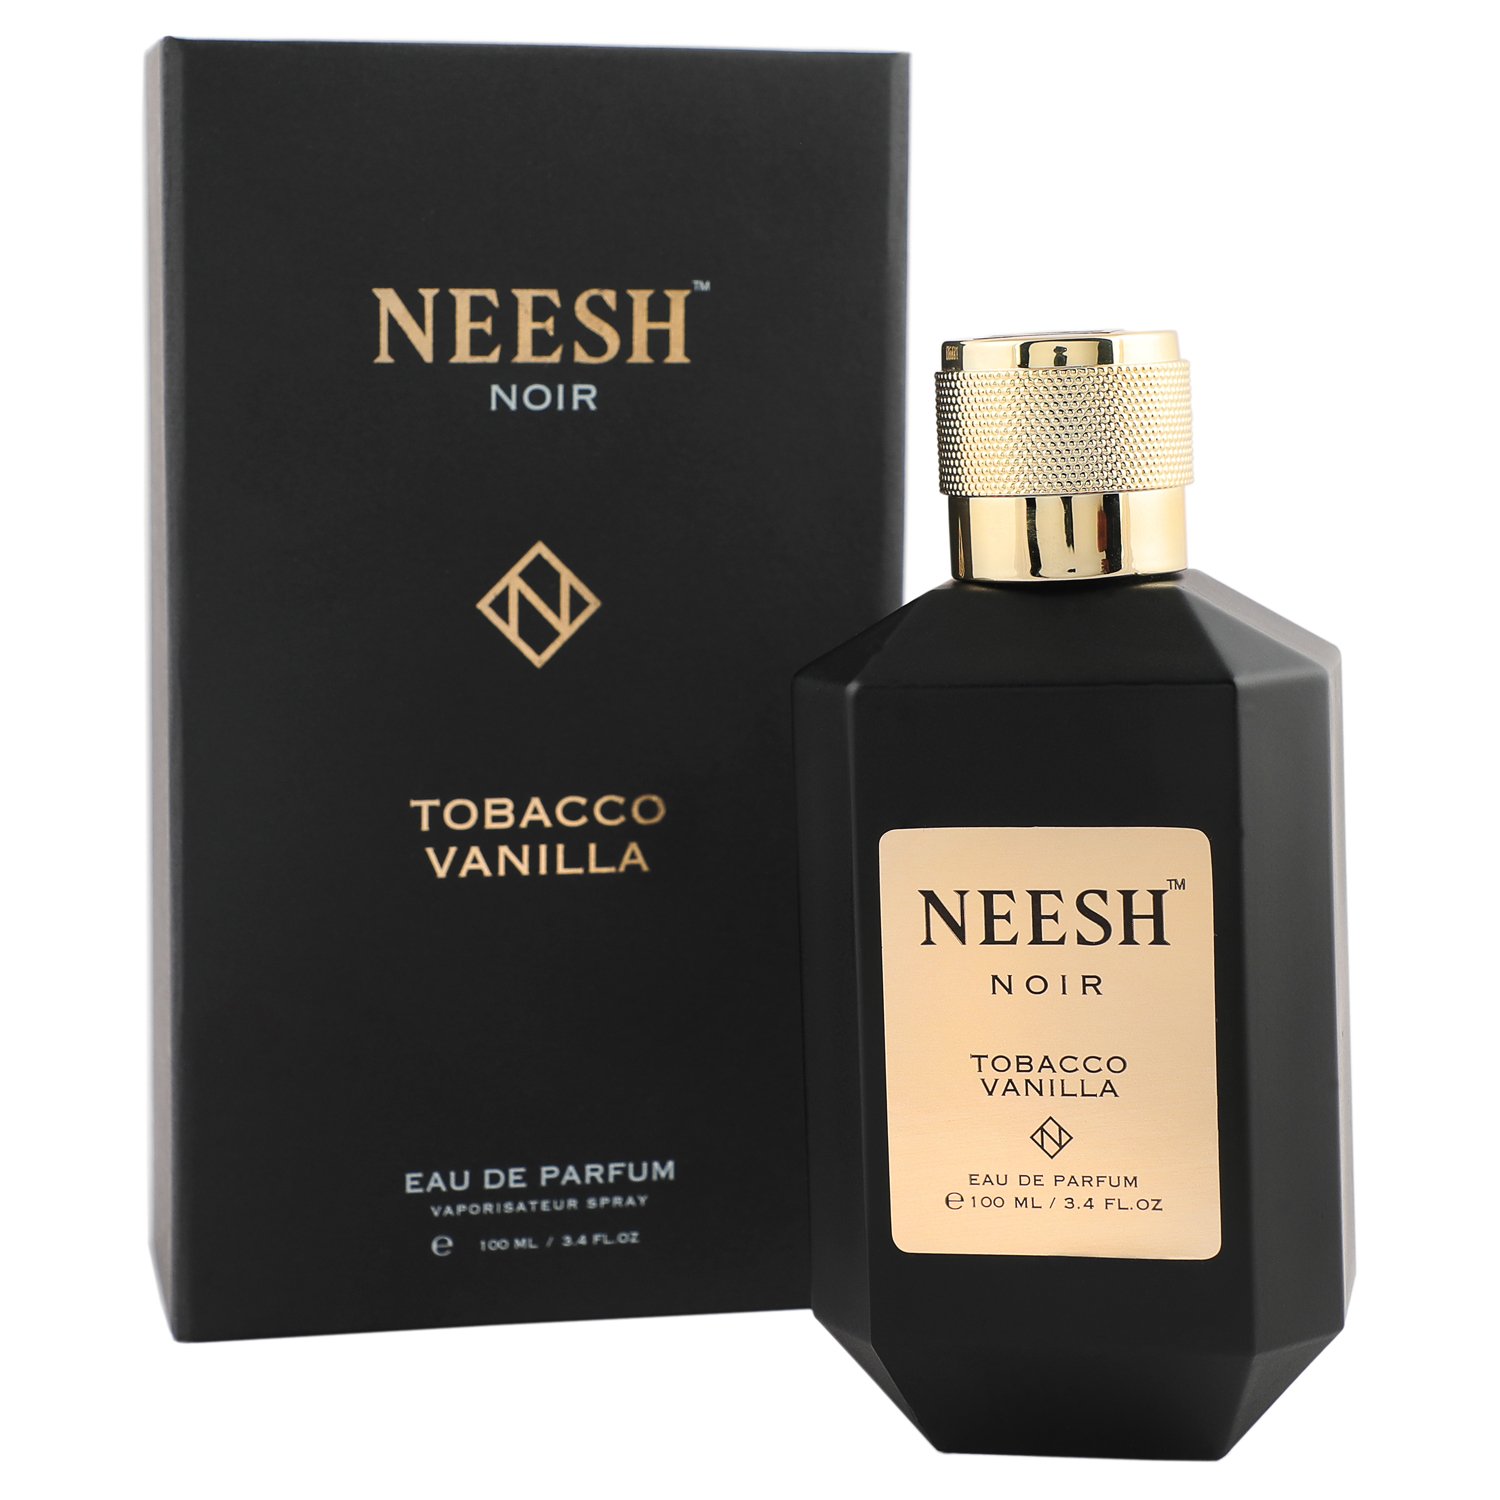 NEESH™
NOIR
TOBACCO
VANILLA
EAU DE PARFUM
VAPORISATEUR SPRAY
℮ 100 ML / 3.4 FL.OZ
NEESH™
NOIR
TOBACCO
VANILLA
N
EAU DE PARFUM
℮ 100 ML / 3.4 FL.OZ